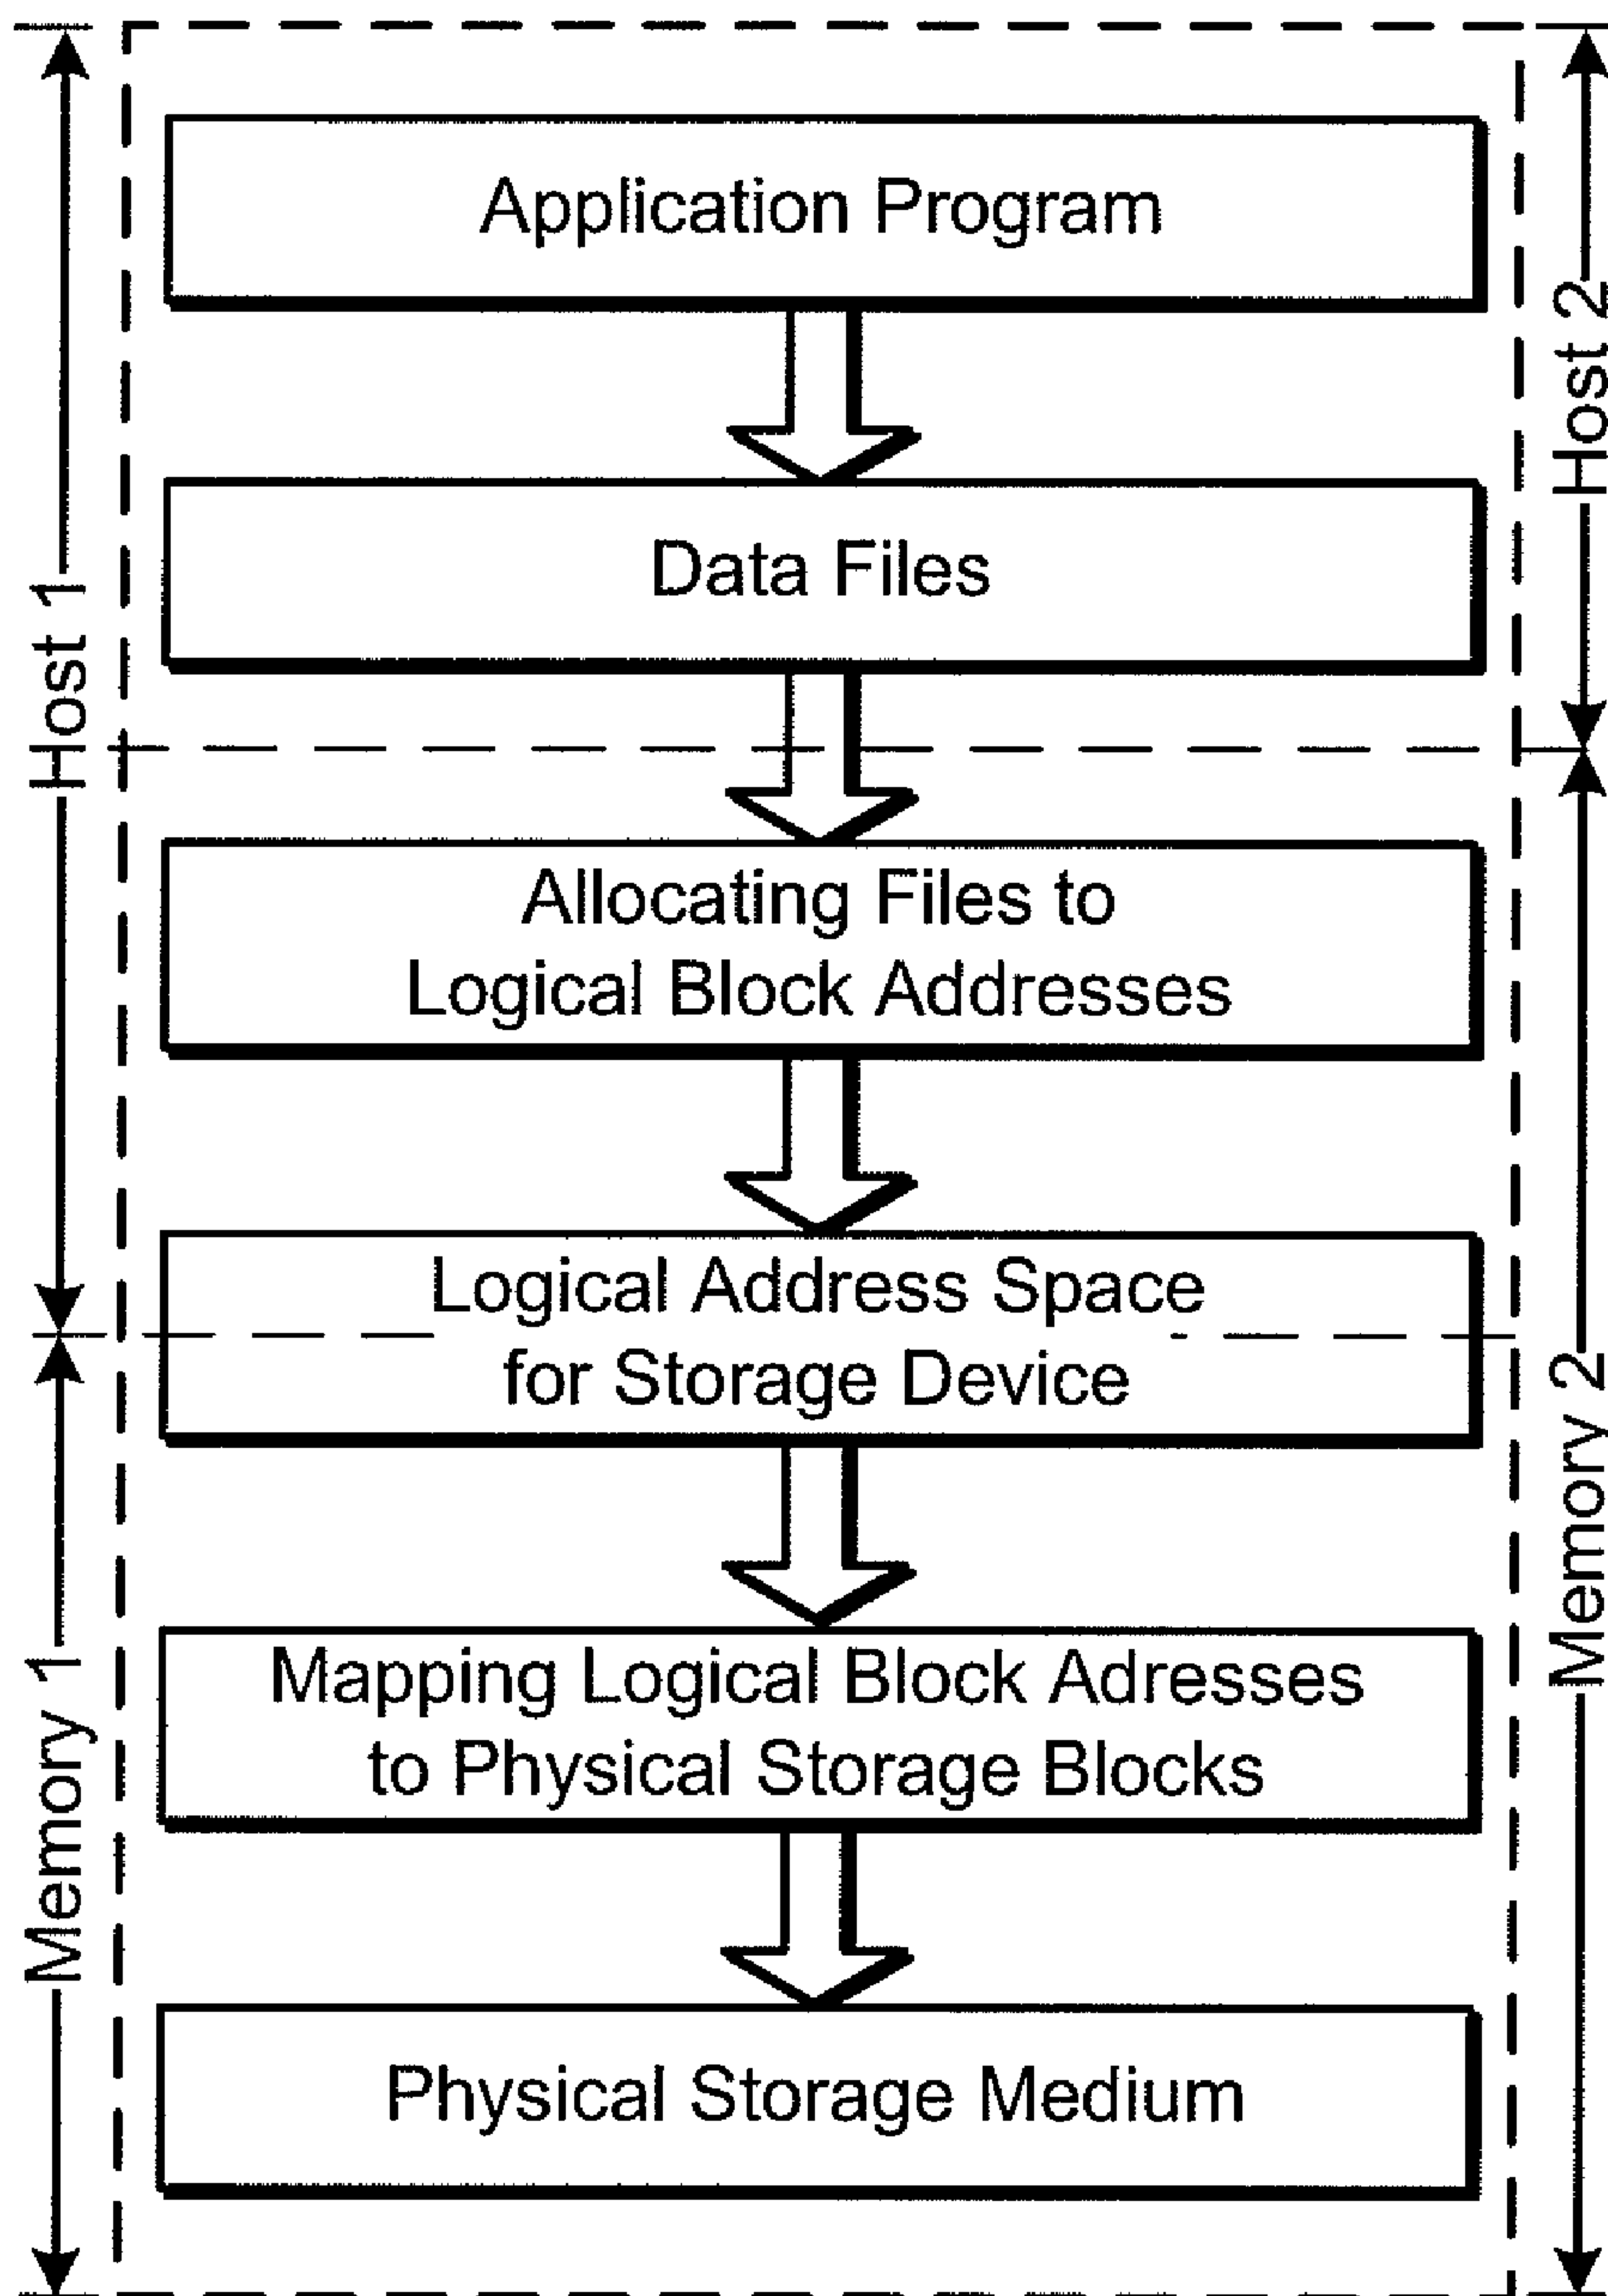 Application Program
Data Files
Allocating Files to
Logical Block Addresses
Logical Address Space
for Storage Device
Mapping Logical Block Adresses
to Physical Storage Blocks
Physical Storage Medium
Host 1
Memory 1
Host 2
Memory 2